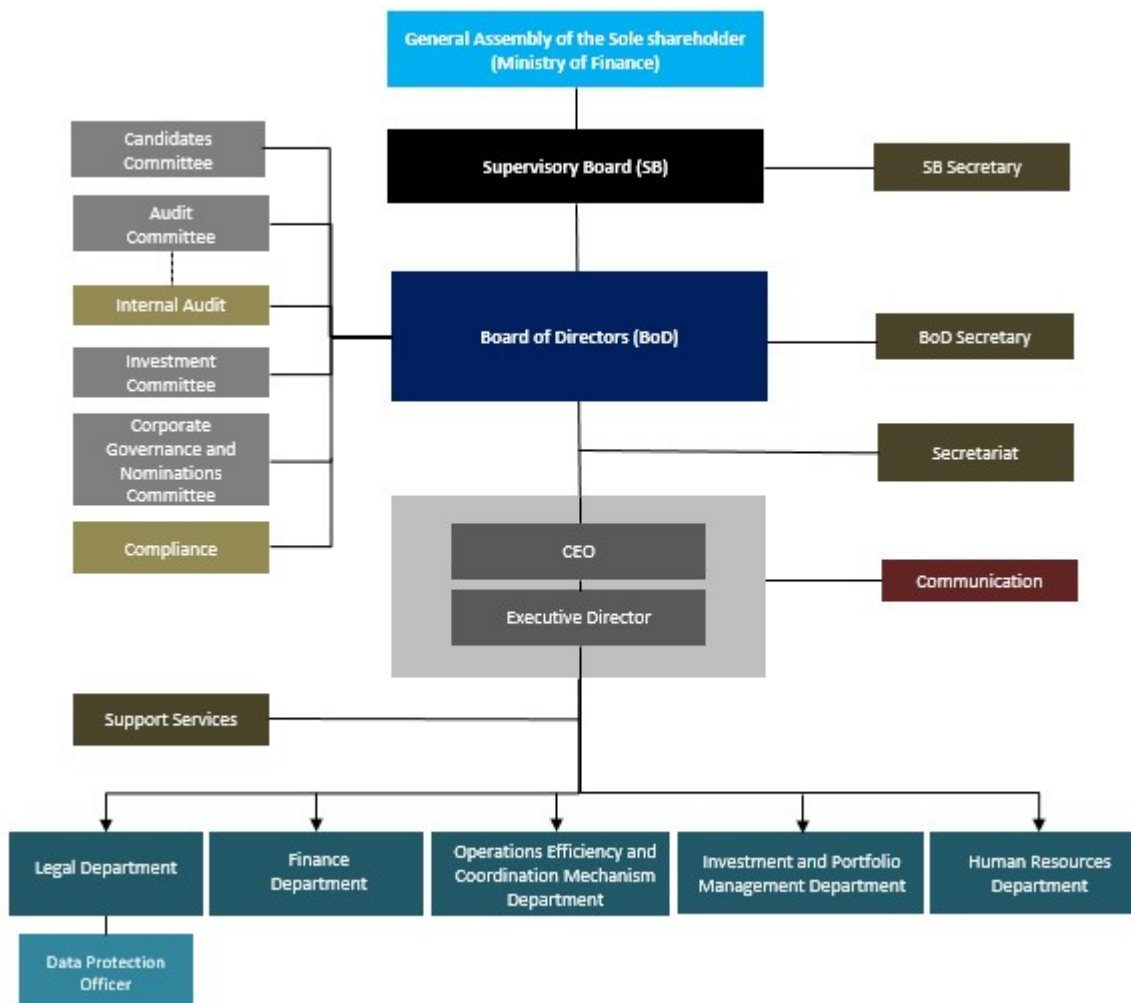 General Assembly of the Sole shareholder
(Ministry of Finance)
Candidates
Committee
Supervisory Board (SB)
SB Secretary
Audit
Committee
Internal Audit
Board of Directors (BoD)
BoD Secretary
Investment
Committee
Corporate
Governance and
Nominations
Committee
Secretariat
Compliance
CEO
Communication
Executive Director
Support Services
Legal Department
Finance
Department
Operations Efficiency and
Coordination Mechanism
Department
Investment and Portfolio
Management Department
Human Resources
Department
Data Protection
Officer